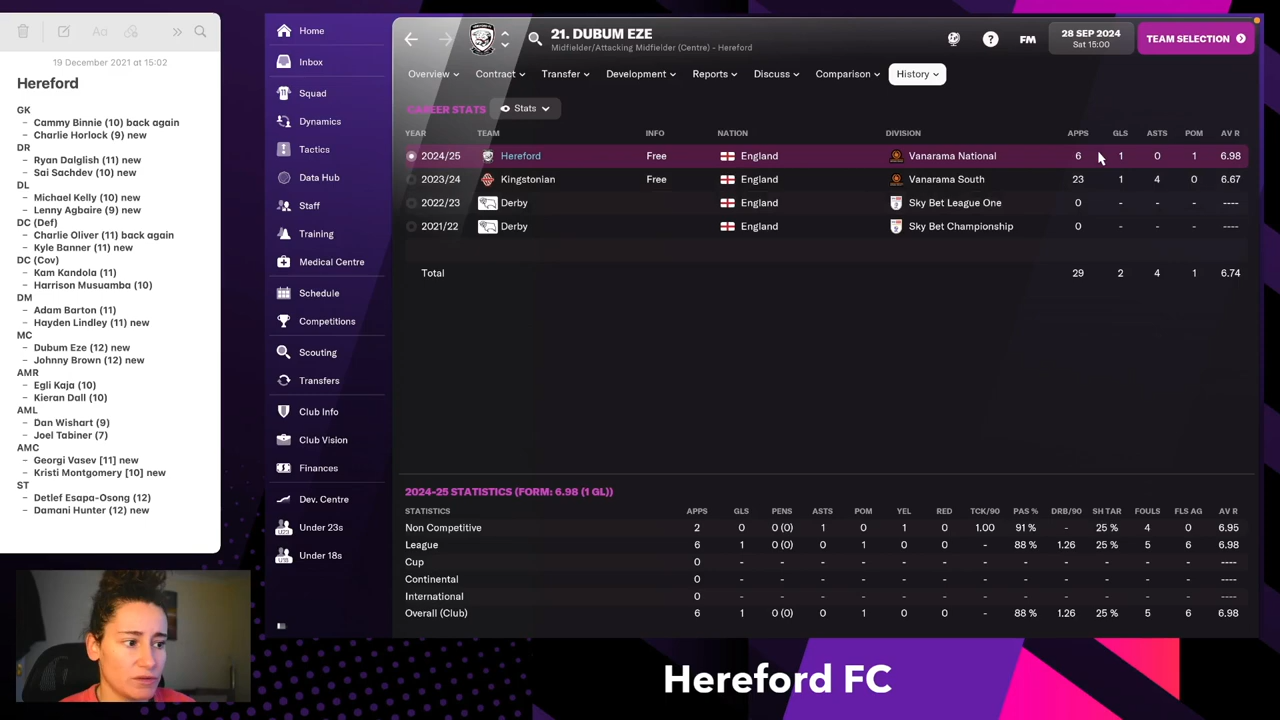 19 December 2021 at 15:02
Hereford
GK
- Cammy Binnie (10) back again
- Charlie Horlock (9) new
DR
- Ryan Dalglish (11) new
- Sai Sachdev (10) new
DL
- Michael Kelly (10) new
- Lenny Agbaire (9) new
DC (Def)
- Charlie Oliver (11) back again
- Kyle Banner (11) new
DC (Cov)
- Kam Kandola (11)
- Harrison Musuamba (10)
DM
- Adam Barton (11)
- Hayden Lindley (11) new
MC
- Dubum Eze (12) new
- Johnny Brown (12) new
AMR
- Egli Kaja (10)
- Kieran Dall (10)
AML
- Dan Wishart (9)
- Joel Tabiner (7)
AMC
- Georgi Vasev [11] new
- Kristi Montgomery [10] new
ST
- Detlef Esapa-Osong (12)
- Damani Hunter (12) new
Home
Inbox
Squad
Dynamics
Tactics
Data Hub
Staff
Training
Medical Centre
Schedule
Competitions
Scouting
Transfers
Club Info
Club Vision
Finances
Dev. Centre
Under 23s
Under 18s
21. DUBUM EZE
Midfielder/Attacking Midfielder (Centre) - Hereford
FM
28 SEP 2024
Sat 15:00
TEAM SELECTION
Overview Contract Transfer Development Reports Discuss Comparison History
CAREER STATS Stats
YEAR TEAM INFO NATION DIVISION APPS GLS ASTS POM AV R
2024/25 Hereford Free England Vanarama National 6 1 0 1 6.98
2023/24 Kingstonian Free England Vanarama South 23 1 4 0 6.67
2022/23 Derby England Sky Bet League One 0 - - - ----
2021/22 Derby England Sky Bet Championship 0 - - - ----
Total 29 2 4 1 6.74
2024-25 STATISTICS (FORM: 6.98 (1 GL))
STATISTICS APPS GLS PENS ASTS POM YEL RED TCK/90 PAS % DRB/90 SH TAR FOULS FLS AG AV R
Non Competitive 2 0 0 (0) 1 0 1 0 1.00 91 % - 25 % 4 0 6.95
League 6 1 0 (0) 0 1 0 0 - 88 % 1.26 25 % 5 6 6.98
Cup 0 - - - - - - - - - - - - ----
Continental 0 - - - - - - - - - - - - ----
International 0 - - - - - - - - - - - - ----
Overall (Club) 6 1 0 (0) 0 1 0 0 - 88 % 1.26 25 % 5 6 6.98
Hereford FC